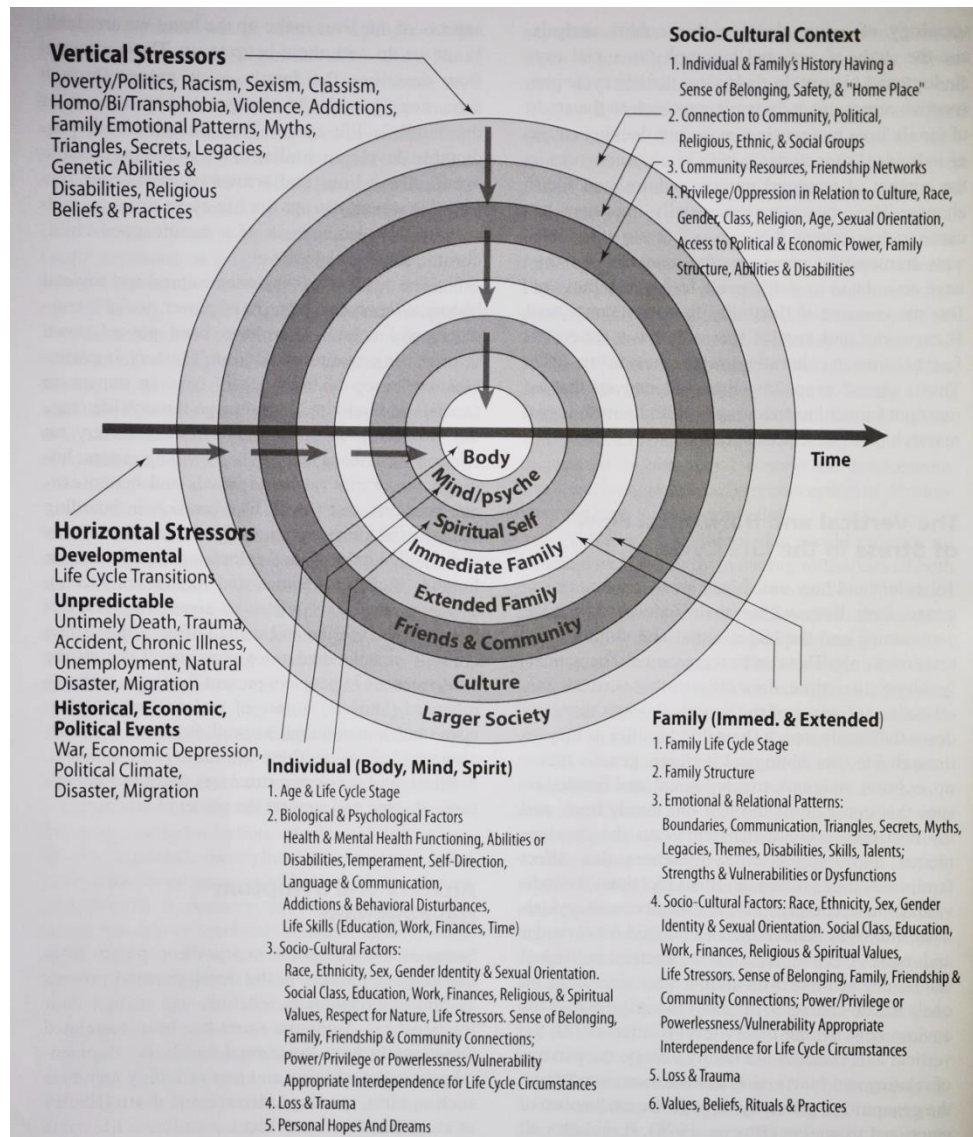 Vertical Stressors
Poverty/Politics, Racism, Sexism, Classism,
Homo/Bi/Transphobia, Violence, Addictions,
Family Emotional Patterns, Myths,
Triangles, Secrets, Legacies,
Genetic Abilities &
Disabilities, Religious
Beliefs & Practices
Socio-Cultural Context
1. Individual & Family's History Having a
Sense of Belonging, Safety, & "Home Place"
2. Connection to Community, Political,
Religious, Ethnic, & Social Groups
3. Community Resources, Friendship Networks
4. Privilege/Oppression in Relation to Culture, Race,
Gender, Class, Religion, Age, Sexual Orientation,
Access to Political & Economic Power, Family
Structure, Abilities & Disabilities
Time
Body
Mind/psyche
Spiritual Self
Immediate Family
Extended Family
Friends & Community
Culture
Larger Society
Horizontal Stressors
Developmental
Life Cycle Transitions
Unpredictable
Untimely Death, Trauma,
Accident, Chronic Illness,
Unemployment, Natural
Disaster, Migration
Historical, Economic,
Political Events
War, Economic Depression,
Political Climate,
Disaster, Migration
Individual (Body, Mind, Spirit)
1. Age & Life Cycle Stage
2. Biological & Psychological Factors
Health & Mental Health Functioning, Abilities or
Disabilities,Temperament, Self-Direction,
Language & Communication,
Addictions & Behavioral Disturbances,
Life Skills (Education, Work, Finances, Time)
3. Socio-Cultural Factors:
Race, Ethnicity, Sex, Gender Identity & Sexual Orientation.
Social Class, Education, Work, Finances, Religious, & Spiritual
Values, Respect for Nature, Life Stressors. Sense of Belonging,
Family, Friendship & Community Connections;
Power/Privilege or Powerlessness/Vulnerability
Appropriate Interdependence for Life Cycle Circumstances
4. Loss & Trauma
5. Personal Hopes And Dreams
Family (Immed. & Extended)
1. Family Life Cycle Stage
2. Family Structure
3. Emotional & Relational Patterns:
Boundaries, Communication, Triangles, Secrets, Myths,
Legacies, Themes, Disabilities, Skills, Talents;
Strengths & Vulnerabilities or Dysfunctions
4. Socio-Cultural Factors: Race, Ethnicity, Sex, Gender
Identity & Sexual Orientation. Social Class, Education,
Work, Finances, Religious & Spiritual Values,
Life Stressors. Sense of Belonging, Family, Friendship &
Community Connections; Power/Privilege or
Powerlessness/Vulnerability Appropriate
Interdependence for Life Cycle Circumstances
5. Loss & Trauma
6. Values, Beliefs, Rituals & Practices